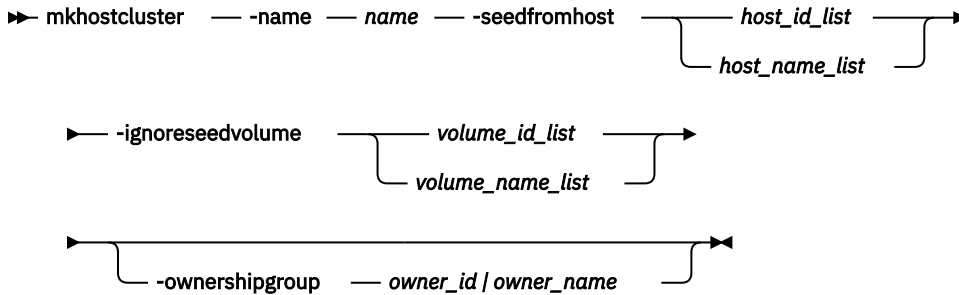 mkhostcluster -name name -seedfromhost host_id_list
host_name_list
-ignoreseedvolume volume_id_list
volume_name_list
-ownershipgroup owner_id | owner_name